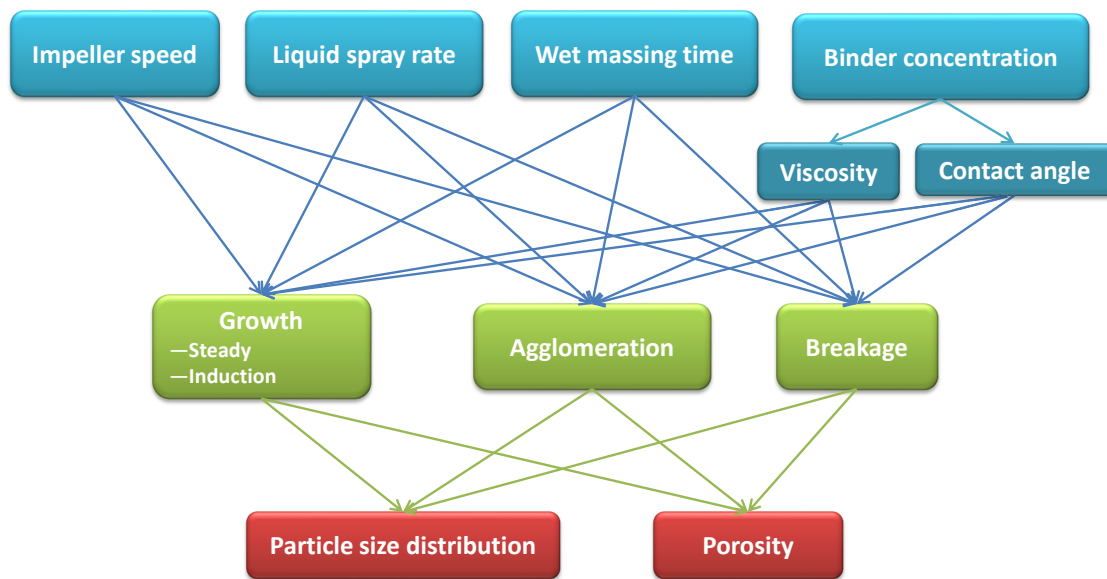 Impeller speed
Liquid spray rate
Wet massing time
Binder concentration
Viscosity
Contact angle
Growth
—Steady
—Induction
Agglomeration
Breakage
Particle size distribution
Porosity